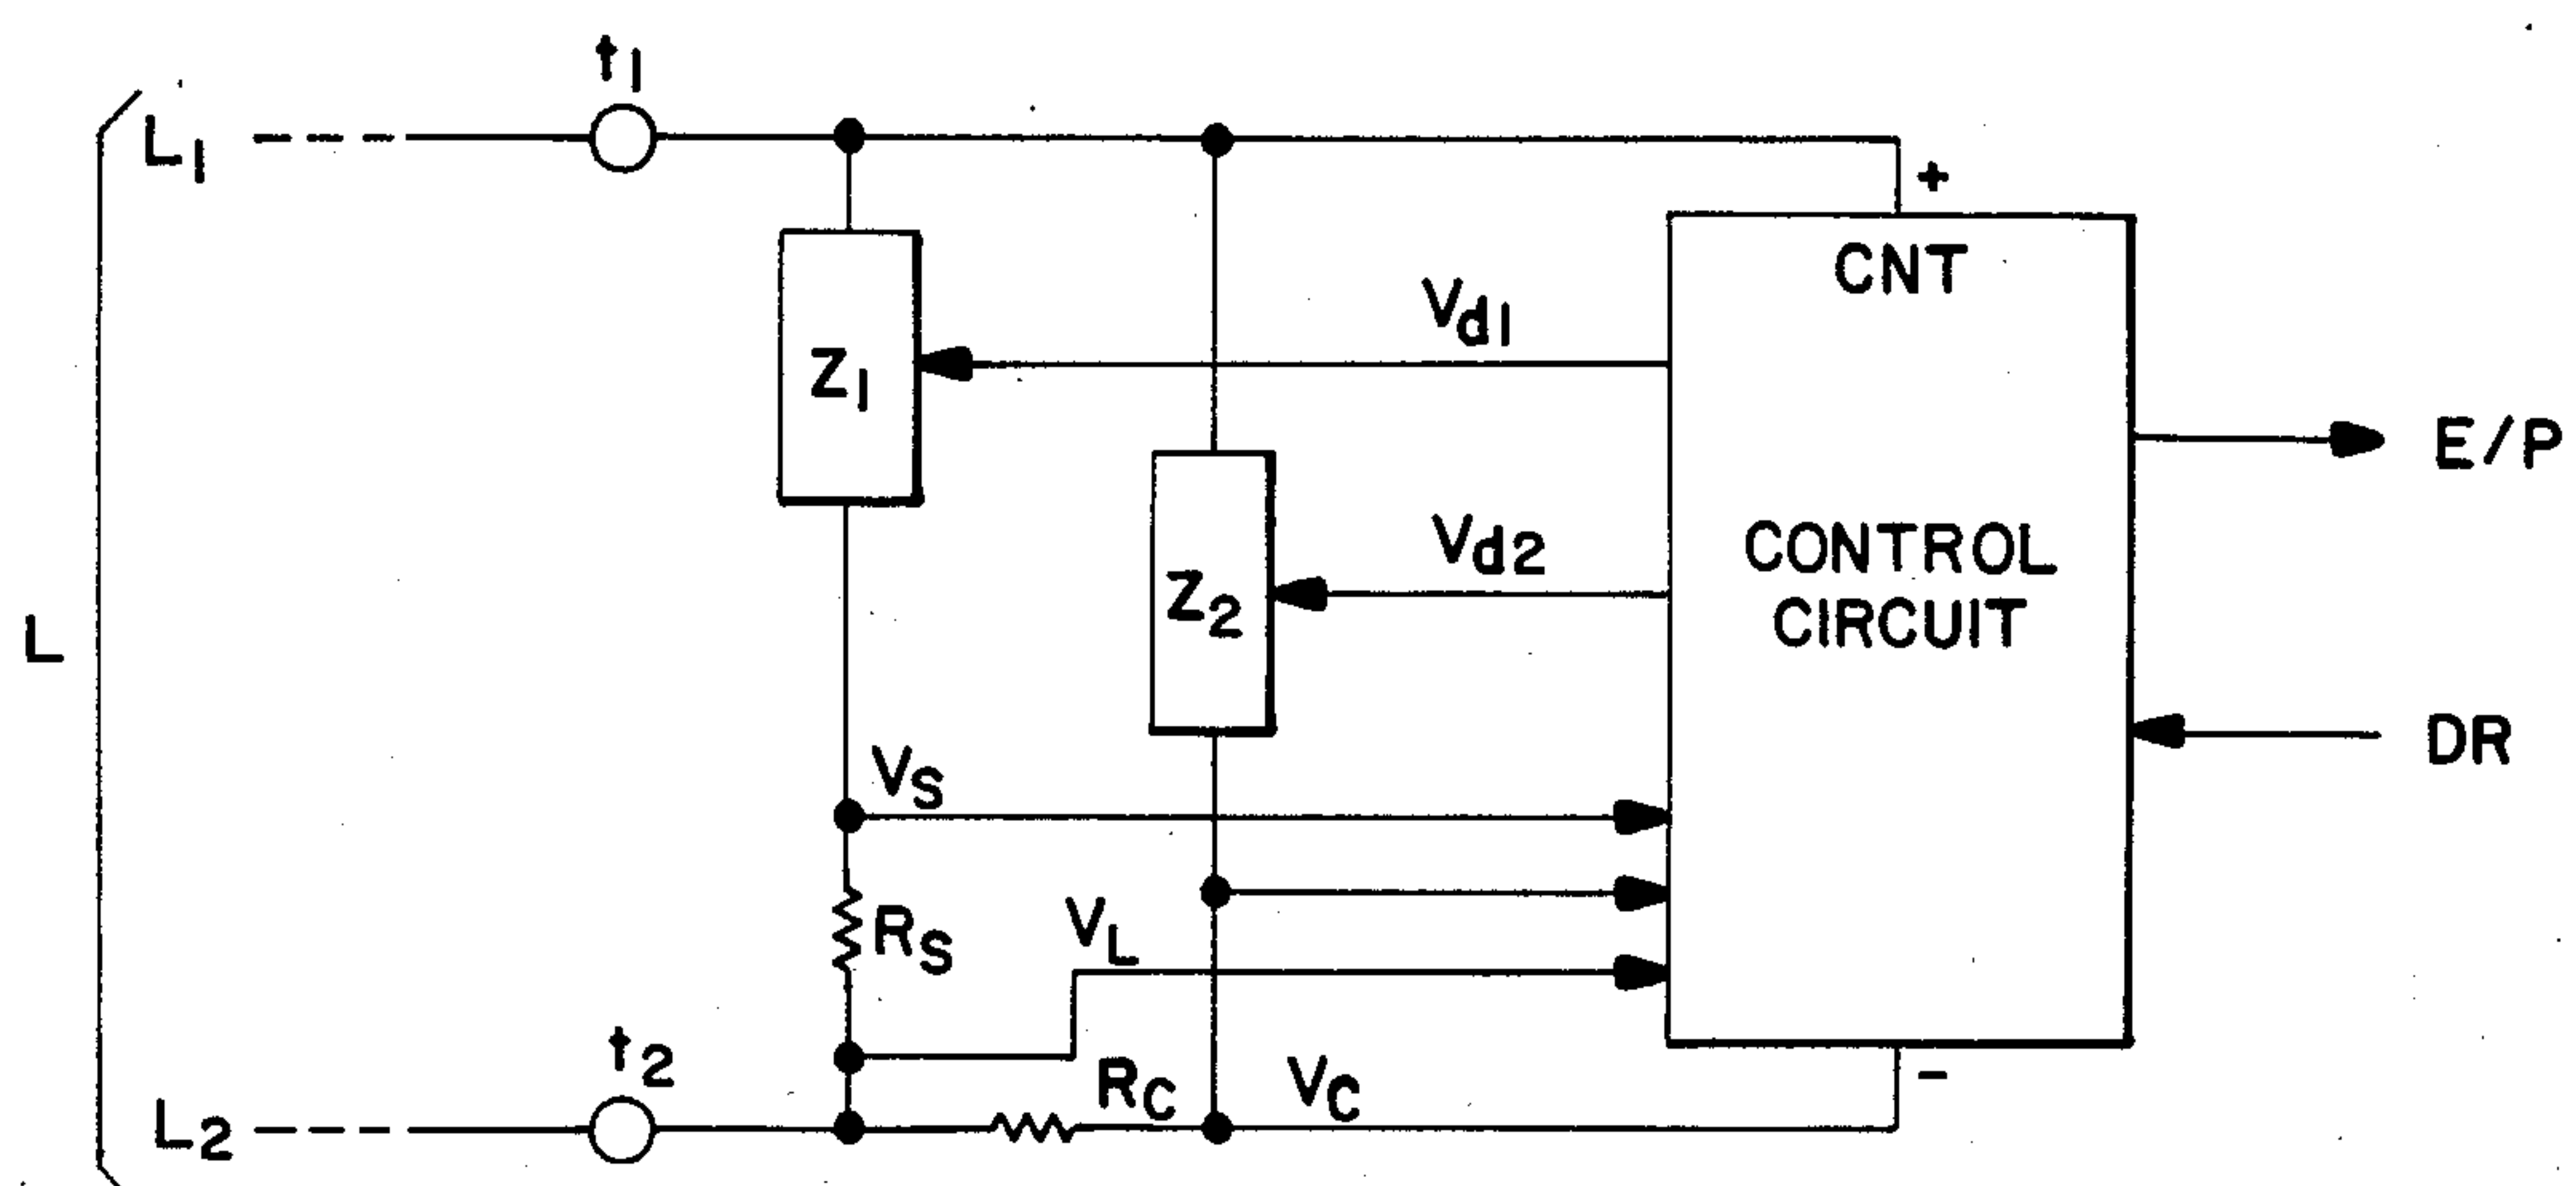 t1
L1
+
CNT
Vd1
Z1
E/P
Vd2
CONTROL
CIRCUIT
Z2
L
DR
VS
RS
VL
t2
RC
VC
-
L2